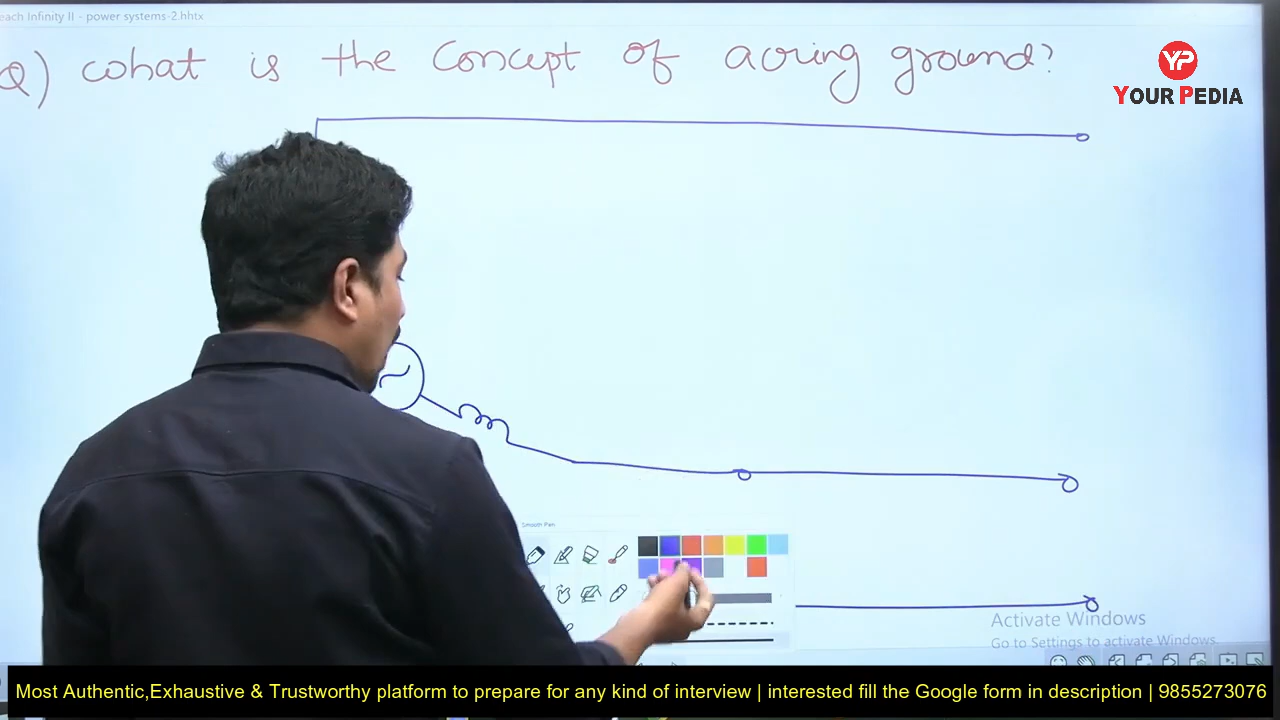 each Infinity II - power systems-2.hhtx
Q) what is the concept of acring ground?
YP
YOUR PEDIA
Smooth Pen
Activate Windows
Go to Settings to activate Windows.
Most Authentic,Exhaustive & Trustworthy platform to prepare for any kind of interview | interested fill the Google form in description | 9855273076